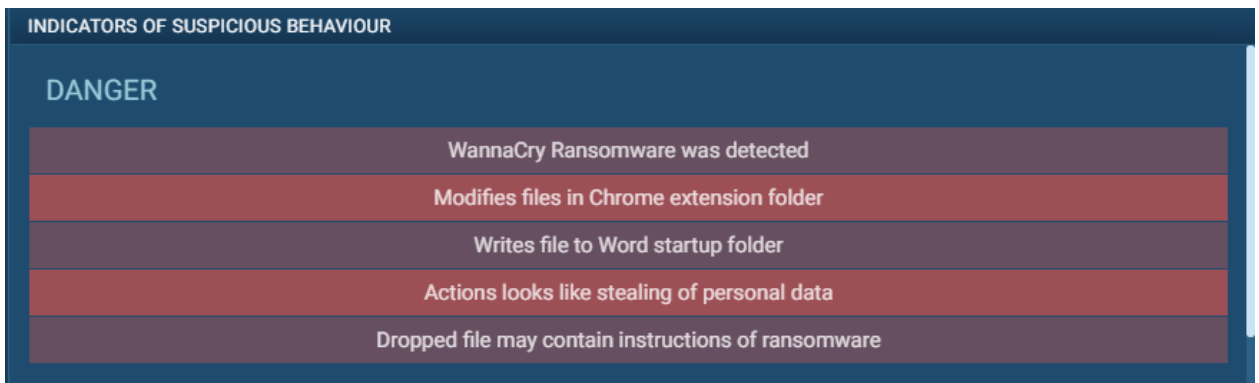 INDICATORS OF SUSPICIOUS BEHAVIOUR
DANGER
WannaCry Ransomware was detected
Modifies files in Chrome extension folder
Writes file to Word startup folder
Actions looks like stealing of personal data
Dropped file may contain instructions of ransomware